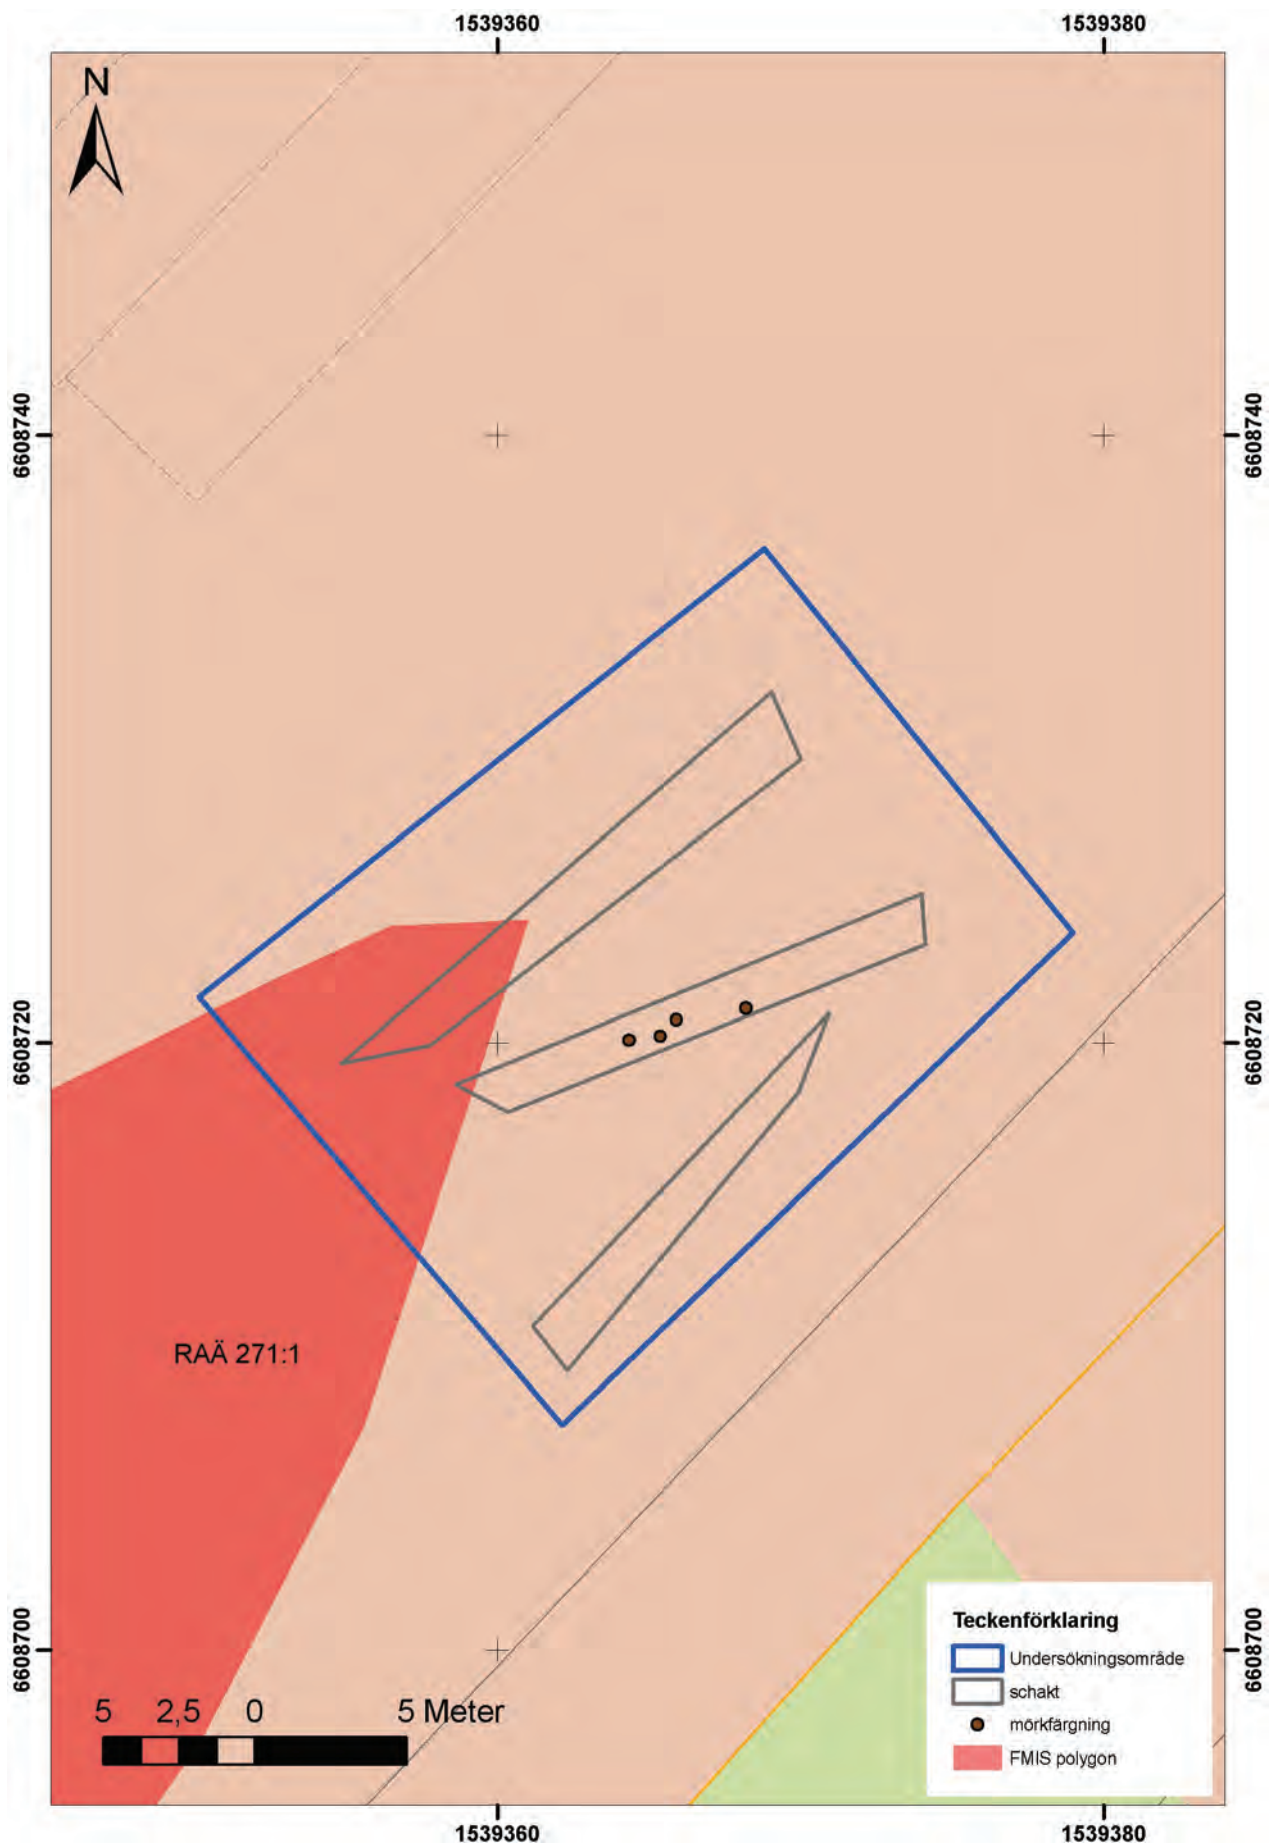 1539360 1539380
N
6608740 6608740
6608720 6608720
RAÄ 271:1
Teckenförklaring
Undersökningsområde
schakt
mörkfärgning
FMIS polygon
6608700 6608700
5 2,5 0 5 Meter
1539360 1539380